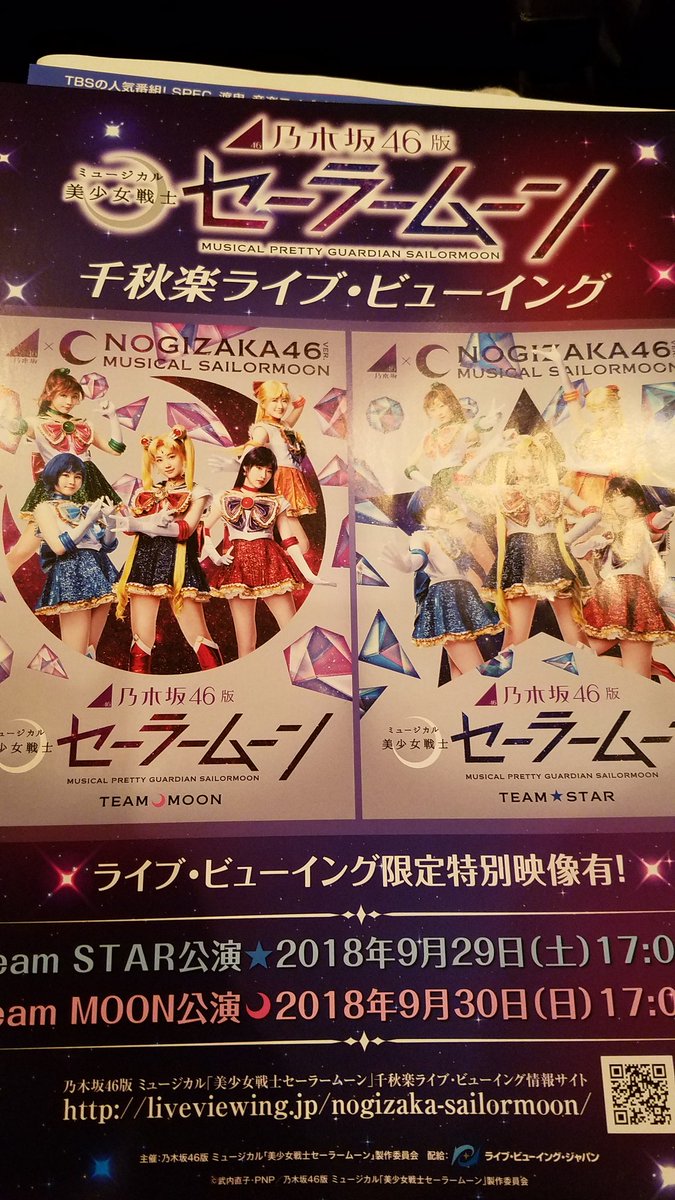 TBSの人気番組! SPEC
46
乃木坂46版
ミュージカル
美少女戦士
セーラームーン
MUSICAL PRETTY GUARDIAN SAILORMOON
千秋楽ライブ・ビューイング
乃木坂 × NOGIZAKA46 VER.
MUSICAL SAILORMOON
46
乃木坂46版
ミュージカル
美少女戦士
セーラームーン
MUSICAL PRETTY GUARDIAN SAILORMOON
TEAM MOON
46 乃木坂 × NOGIZAKA46
MUSICAL SAILORMOON
46
乃木坂46版
ミュージカル
美少女戦士
セーラームーン
MUSICAL PRETTY GUARDIAN SAILORMOON
TEAM★STAR
ライブ・ビューイング限定特別映像有!
eam STAR公演★2018年9月29日(土)17:0
eam MOON公演 2018年9月30日(日)17:0
乃木坂46版 ミュージカル「美少女戦士セーラームーン」千秋楽ライブ・ビューイング情報サイト
http://liveviewing.jp/nogizaka-sailormoon/
主催:乃木坂46版 ミュージカル「美少女戦士セーラームーン」製作委員会 配給: ライブ・ビューイング・ジャパン
©武内直子・PNP 乃木坂46版 ミュージカル「美少女戦士セーラームーン」製作委員会